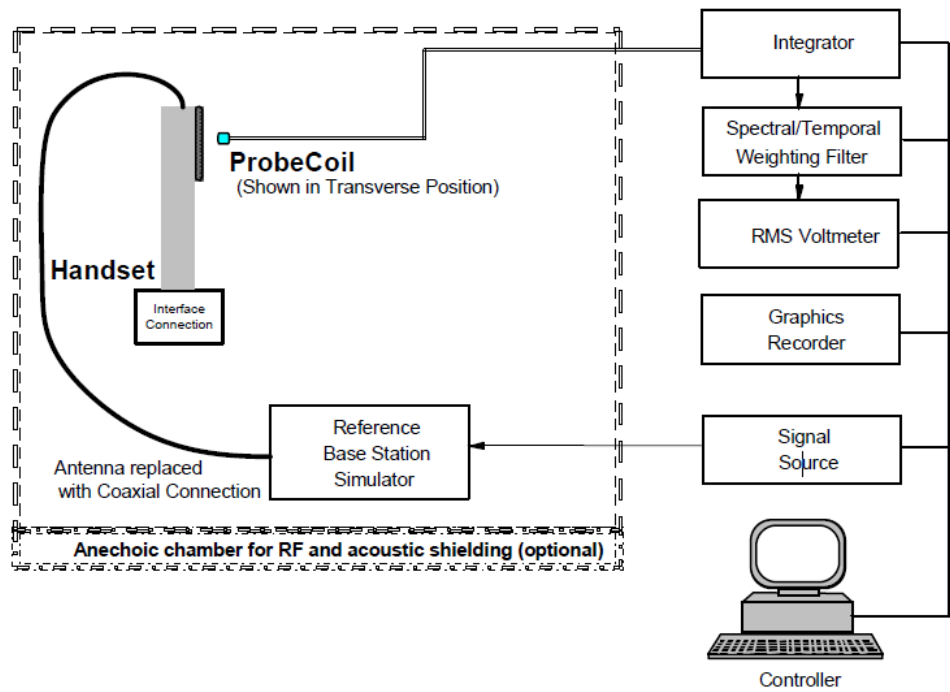 Integrator
Spectral/Temporal
Weighting Filter
ProbeCoil
(Shown in Transverse Position)
RMS Voltmeter
Handset
Interface
Connection
Graphics
Recorder
Reference
Base Station
Simulator
Signal
Source
Antenna replaced
with Coaxial Connection
Anechoic chamber for RF and acoustic shielding (optional)
Controller